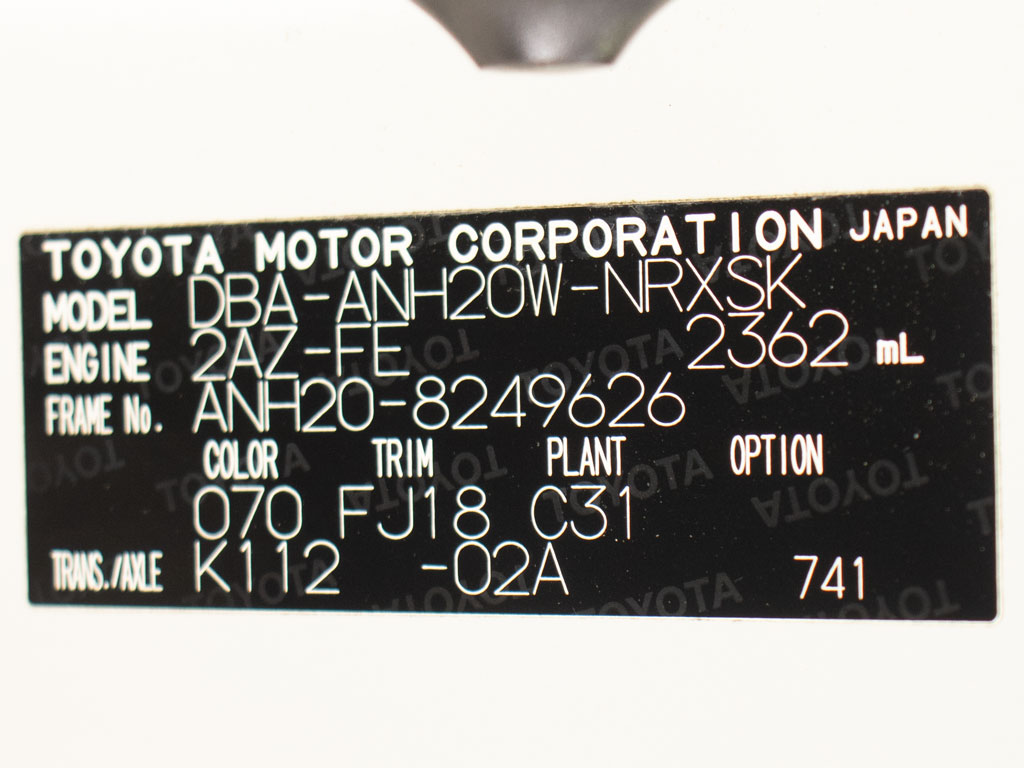 TOYOTA MOTOR CORPORATION JAPAN
MODEL DBA-ANH20W-NRXSK
ENGINE 2AZ-FE 2362 mL
FRAME No. ANH20-8249626
COLOR TRIM PLANT OPTION
070 FJ18 C31
TRANS./AXLE K112 -02A 741